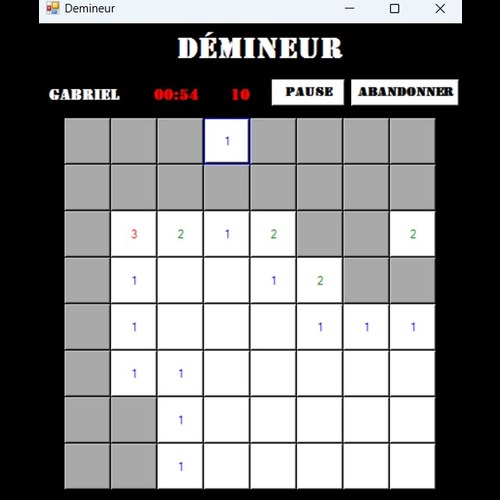 Demineur
DÉMINEUR
GABRIEL 00:54 10 PAUSE ABANDONNER
1
3 2 1 2 2
1 1 2
1 1 1 1
1 1
1
1